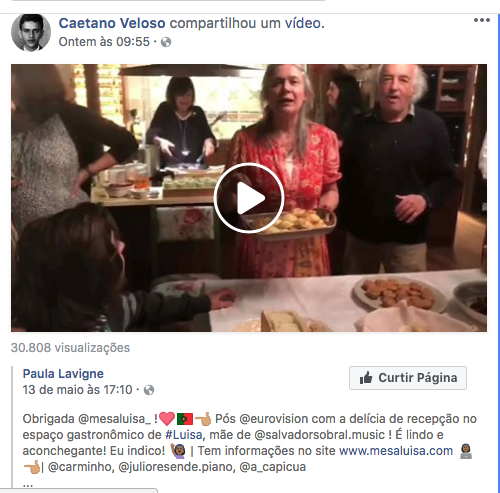 Caetano Veloso compartilhou um vídeo.
Ontem às 09:55 ·
30.808 visualizações
Paula Lavigne
13 de maio às 17:10 ·
Curtir Página
Obrigada @mesaluisa_ !❤️🇵🇹👈🏼 Pós @eurovision com a delícia de recepção no
espaço gastronômico de #Luisa, mãe de @salvadorsobral.music ! É lindo e
aconchegante! Eu indico! 🙋🏽 | Tem informações no site www.mesaluisa.com 👩🏽‍💻
👈🏼| @carminho, @julioresende.piano, @a_capicua
...